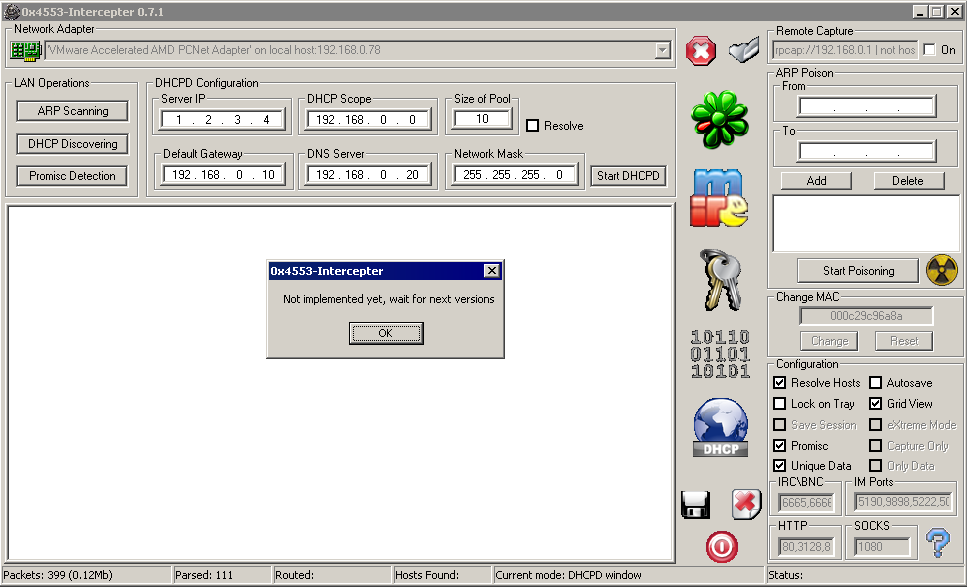 0x4553-Intercepter 0.7.1
Network Adapter
'VMware Accelerated AMD PCNet Adapter' on local host:192.168.0.78
Remote Capture
rpcap://192.168.0.1 | not hos
On
LAN Operations
ARP Scanning
DHCP Discovering
Promisc Detection
DHCPD Configuration
Server IP
1 . 2 . 3 . 4
DHCP Scope
192 . 168 . 0 . 0
Size of Pool
10
Resolve
Default Gateway
192 . 168 . 0 . 10
DNS Server
192 . 168 . 0 . 20
Network Mask
255 . 255 . 255 . 0
Start DHCPD
ARP Poison
From
. . .
To
. . .
Add
Delete
Start Poisoning
0x4553-Intercepter
Not implemented yet, wait for next versions
OK
m
irc
10110
01101
10101
DHCP
Change MAC
000c29c96a8a
Change
Reset
Configuration
Resolve Hosts
Autosave
Lock on Tray
Grid View
Save Session
eXtreme Mode
Promisc
Capture Only
Unique Data
Only Data
IRC\BNC
6665,6666
IM Ports
5190,9898,5222,50
HTTP
80,3128,8
SOCKS
1080
Packets: 399 (0.12Mb)
Parsed: 111
Routed:
Hosts Found:
Current mode: DHCPD window
Status: